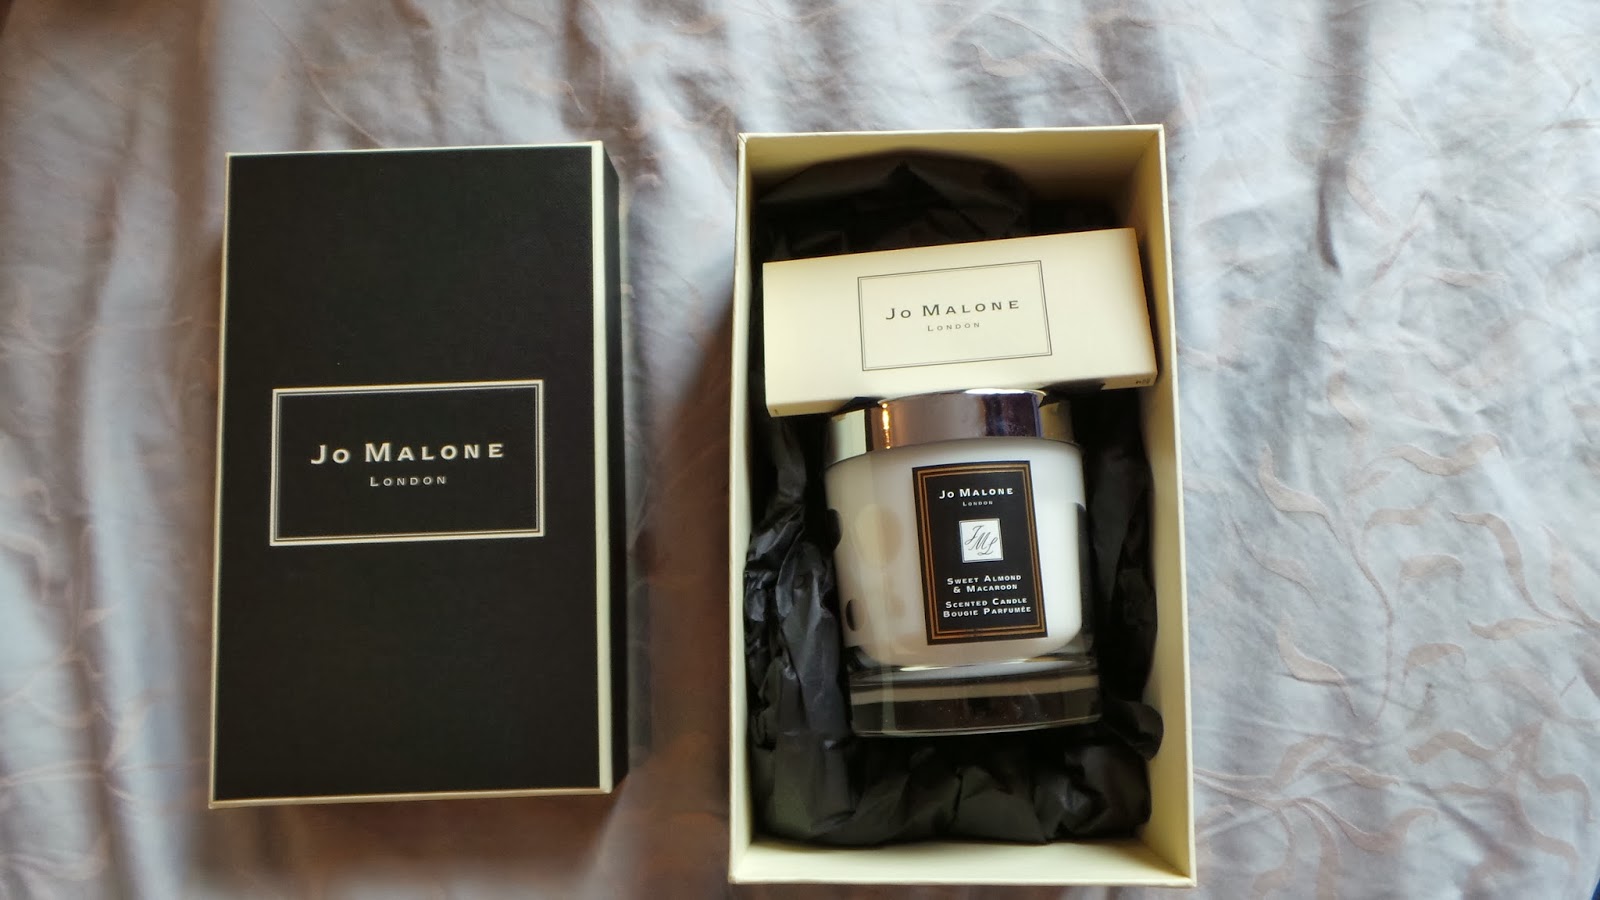 Jo Malone
London
Jo Malone
London
Jo Malone
London
JML
Sweet Almond
& Macaroon
Scented Candle
Bougie Parfumée